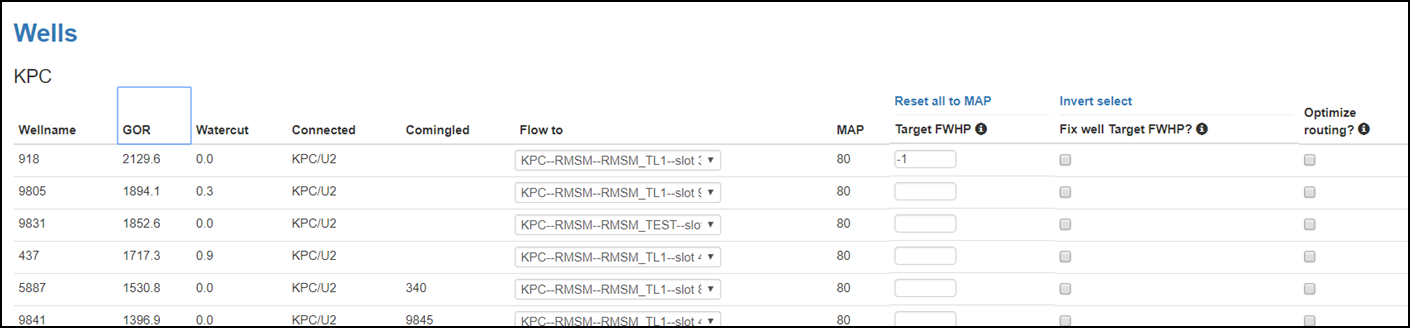 Wells
KPC
Reset all to MAP Invert select
Wellname GOR Watercut Connected Comingled Flow to MAP Target FWHP Fix well Target FWHP? Optimize routing?
918 2129.6 0.0 KPC/U2 KPC--RMSM--RMSM_TL1--slot 3 80 -1
9805 1894.1 0.3 KPC/U2 KPC--RMSM--RMSM_TL1--slot 9 80
9831 1852.6 0.0 KPC/U2 KPC--RMSM--RMSM_TEST--slo 80
437 1717.3 0.9 KPC/U2 KPC--RMSM--RMSM_TL1--slot 4 80
5887 1530.8 0.0 KPC/U2 340 KPC--RMSM--RMSM_TL1--slot 8 80
9841 1396.9 0.0 KPC/U2 9845 KPC--RMSM--RMSM_TL1--slot 4 80